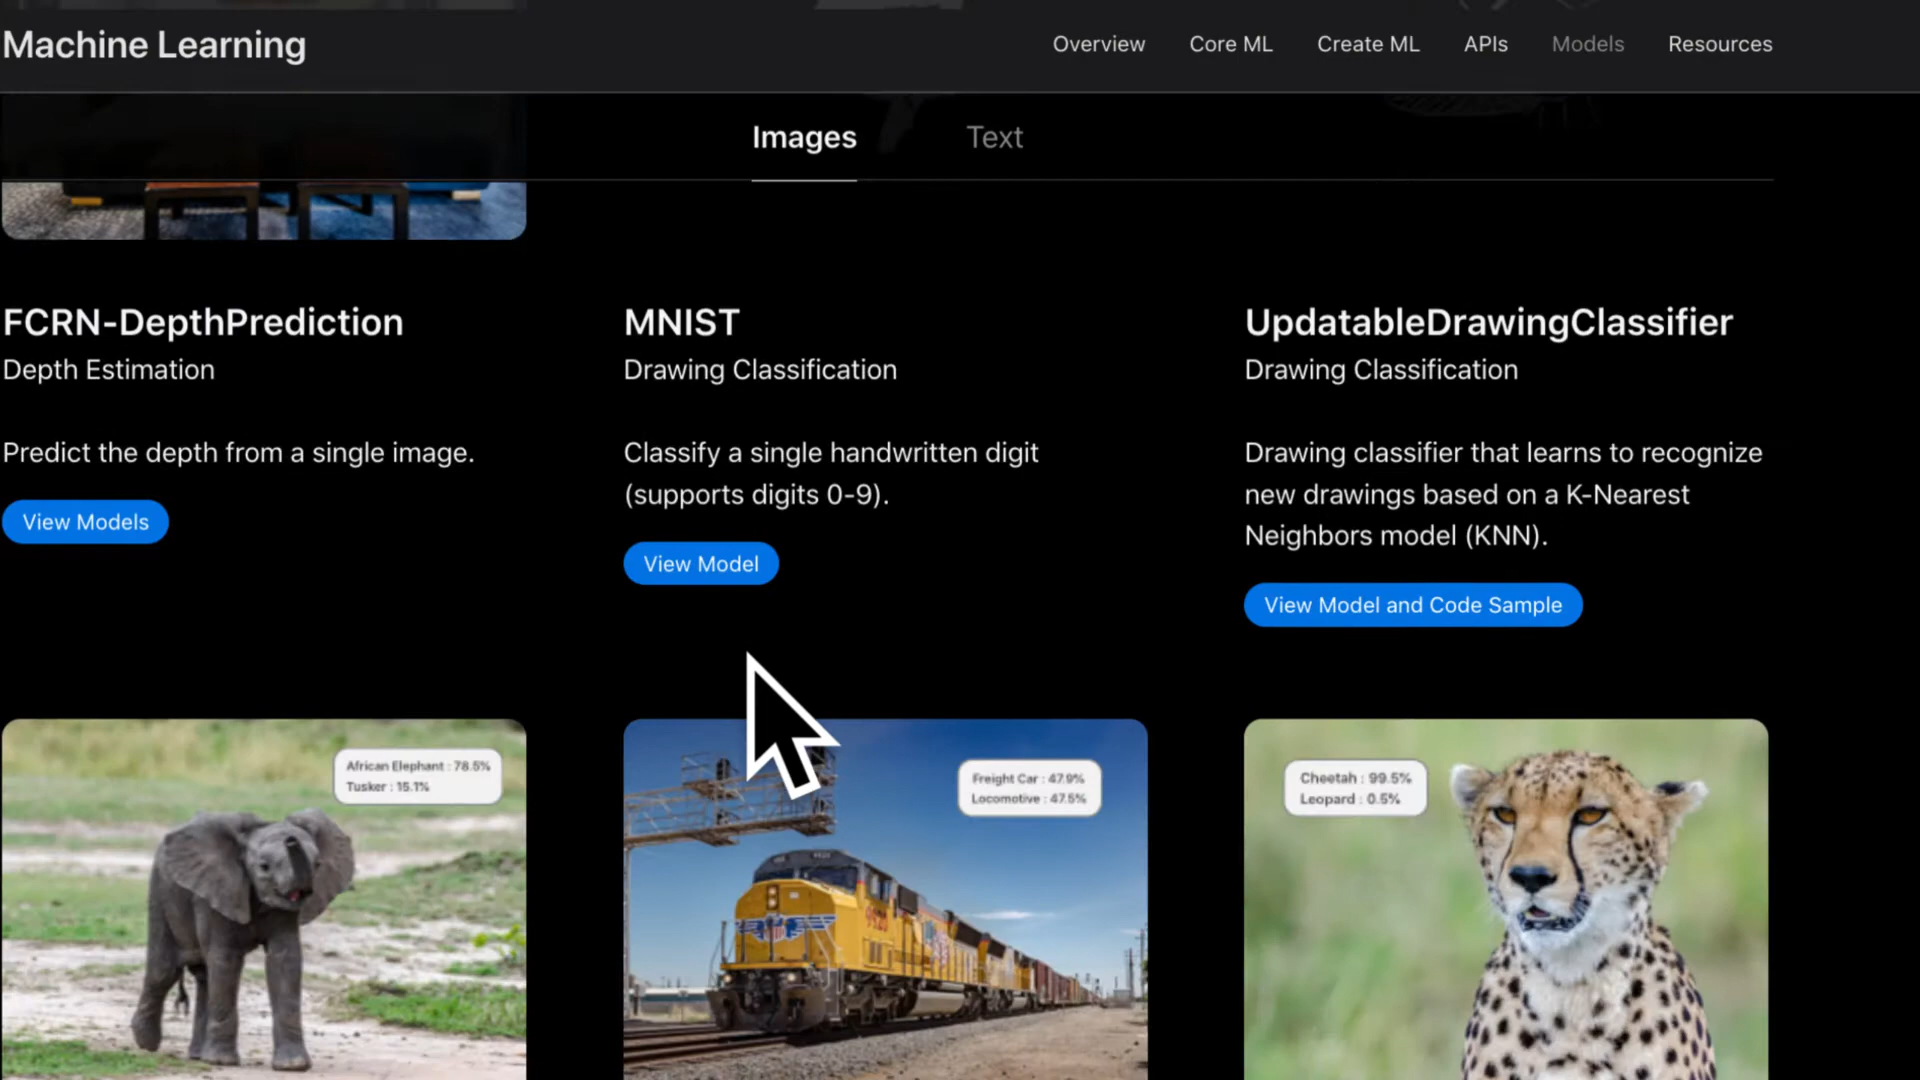 Machine Learning
Overview
Core ML
Create ML
APIs
Models
Resources
Images
Text
FCRN-DepthPrediction
Depth Estimation
Predict the depth from a single image.
View Models
MNIST
Drawing Classification
Classify a single handwritten digit
(supports digits 0-9).
View Model
UpdatableDrawingClassifier
Drawing Classification
Drawing classifier that learns to recognize
new drawings based on a K-Nearest
Neighbors model (KNN).
View Model and Code Sample
African Elephant : 78.5%
Tusker : 15.1%
Freight Car : 47.9%
Locomotive : 47.5%
Cheetah : 99.5%
Leopard : 0.5%